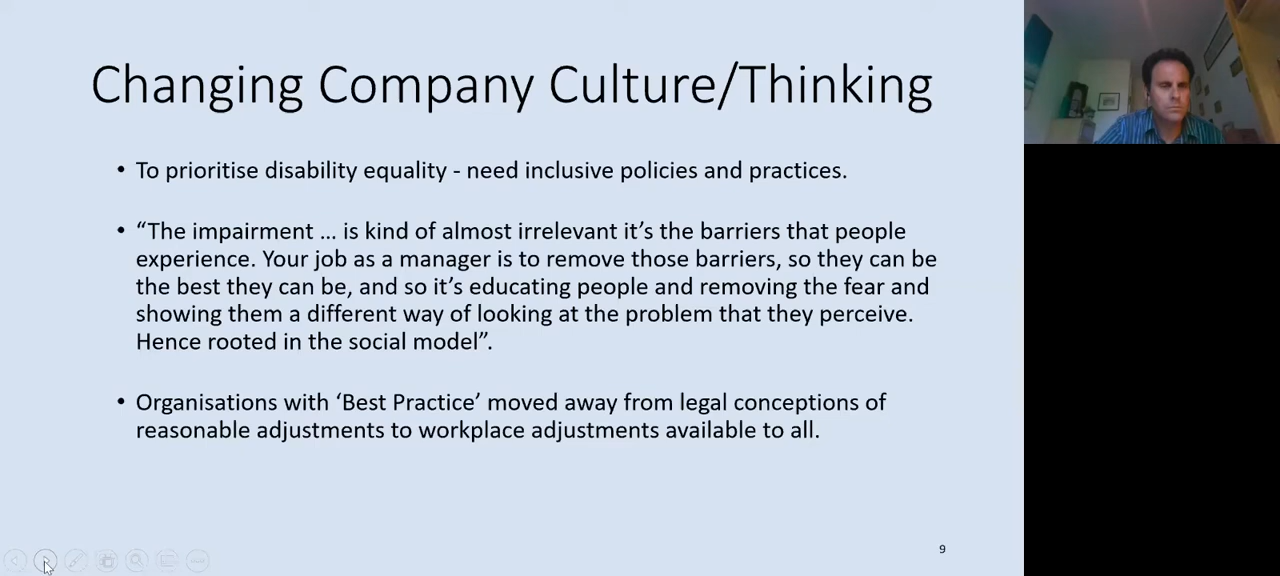 Changing Company Culture/Thinking
• To prioritise disability equality - need inclusive policies and practices.
• “The impairment … is kind of almost irrelevant it’s the barriers that people
experience. Your job as a manager is to remove those barriers, so they can be
the best they can be, and so it’s educating people and removing the fear and
showing them a different way of looking at the problem that they perceive.
Hence rooted in the social model”.
• Organisations with ‘Best Practice’ moved away from legal conceptions of
reasonable adjustments to workplace adjustments available to all.
9